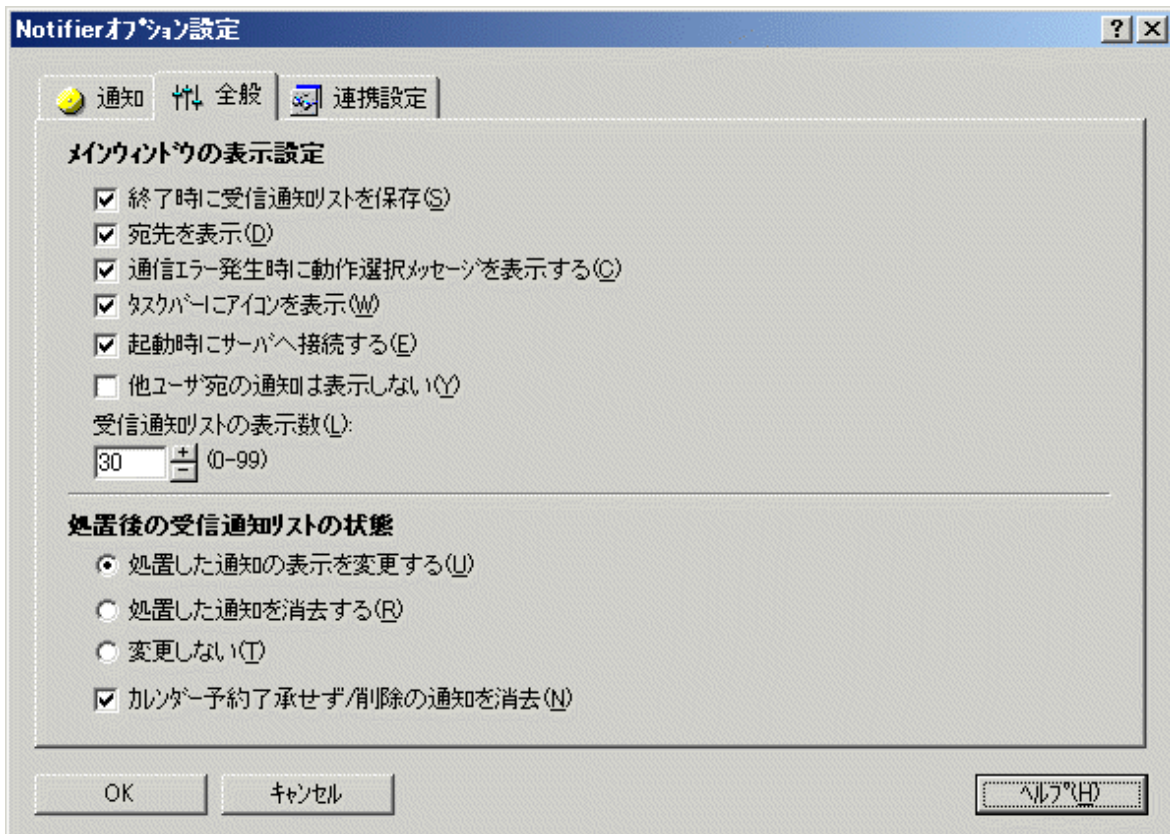 Notifierオプション設定
通知 全般 連携設定
メインウィンドウの表示設定
終了時に受信通知リストを保存(S)
宛先を表示(D)
通信エラー発生時に動作選択メッセージを表示する(C)
タスクバーにアイコンを表示(W)
起動時にサーバへ接続する(E)
他ユーザ宛の通知は表示しない(Y)
受信通知リストの表示数(L):
30 (0-99)
処置後の受信通知リストの状態
処置した通知の表示を変更する(U)
処置した通知を消去する(R)
変更しない(T)
カレンダー予約了承せず/削除の通知を消去(N)
OK キャンセル ヘルプ(H)